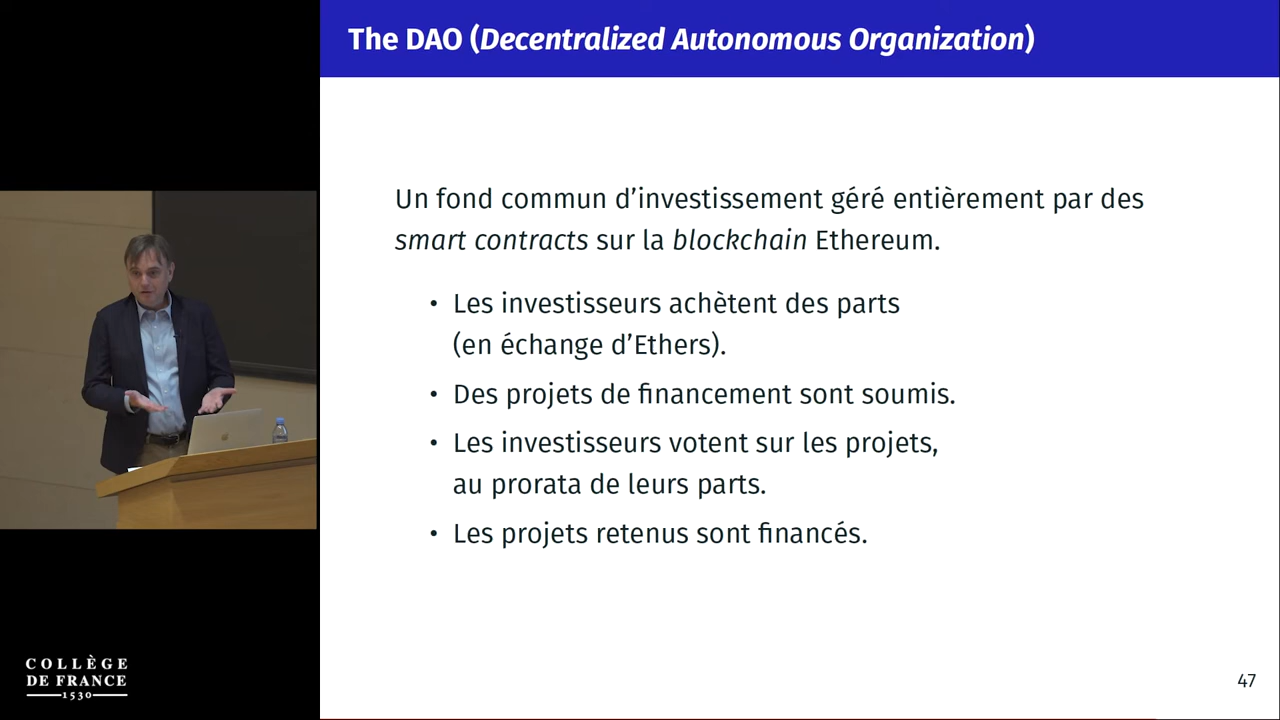 The DAO (Decentralized Autonomous Organization)
Un fond commun d’investissement géré entièrement par des
smart contracts sur la blockchain Ethereum.
• Les investisseurs achètent des parts
(en échange d’Ethers).
• Des projets de financement sont soumis.
• Les investisseurs votent sur les projets,
au prorata de leurs parts.
• Les projets retenus sont financés.
COLLÈGE
DE FRANCE
1530
47